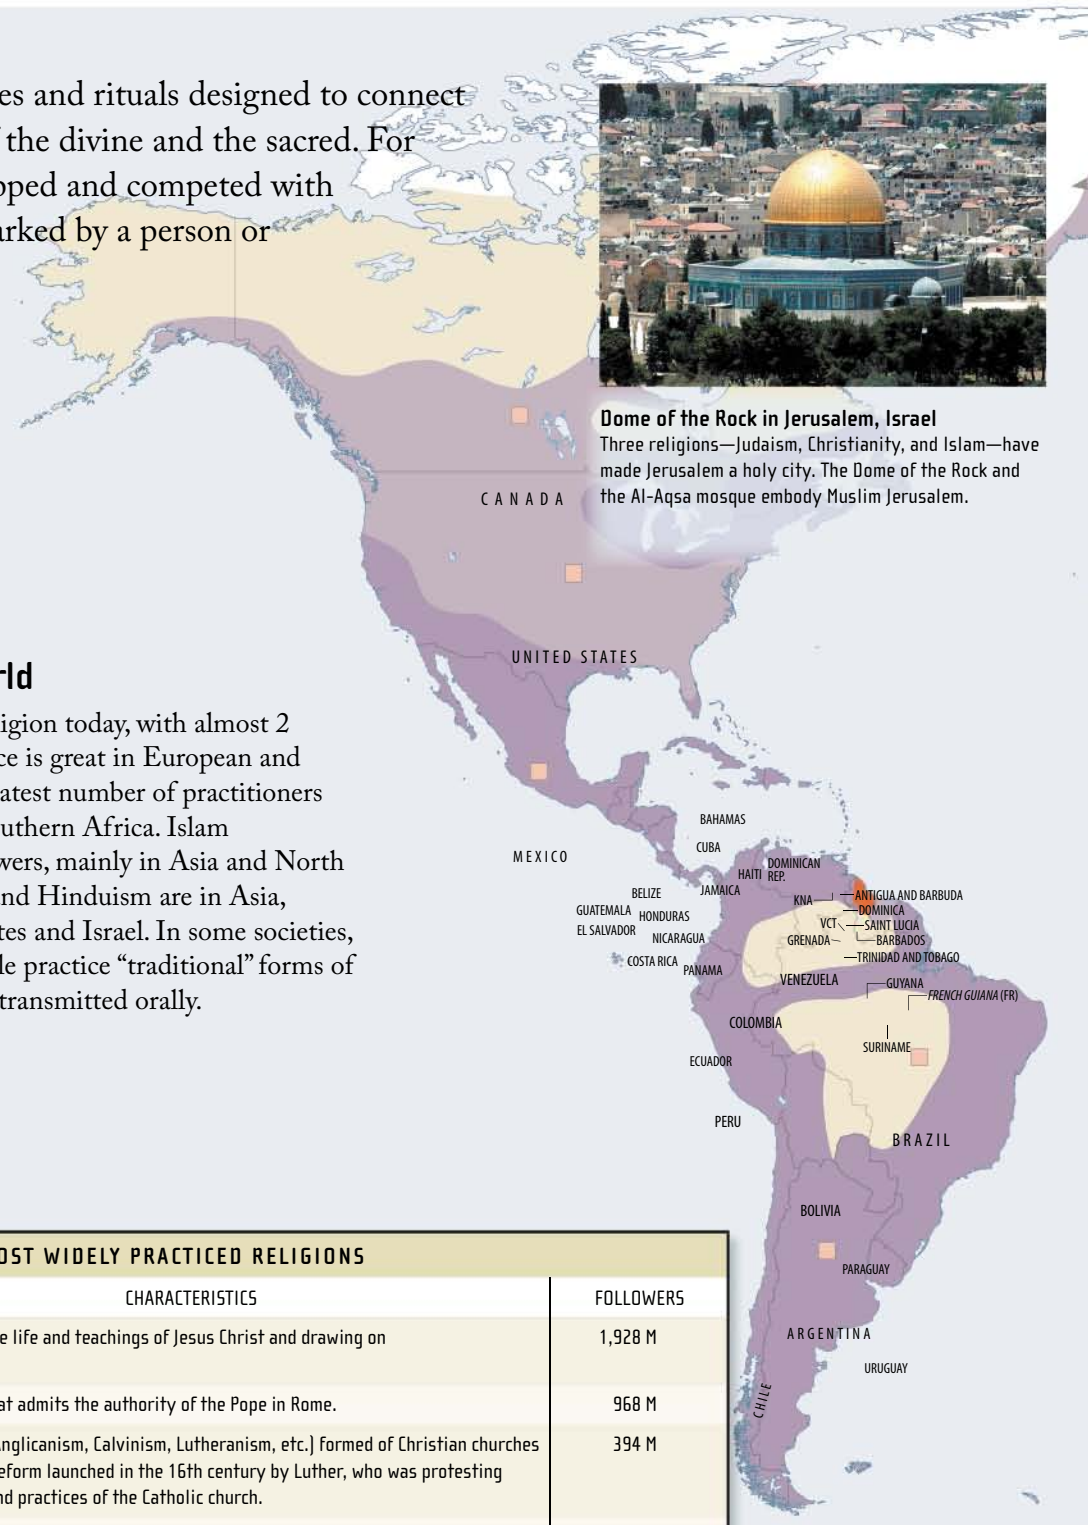 es and rituals designed to connect
f the divine and the sacred. For
pped and competed with
arked by a person or
Dome of the Rock in Jerusalem, Israel
Three religions—Judaism, Christianity, and Islam—have
made Jerusalem a holy city. The Dome of the Rock and
the Al-Aqsa mosque embody Muslim Jerusalem.
CANADA
UNITED STATES
rld
igion today, with almost 2
ce is great in European and
atest number of practitioners
uthern Africa. Islam
wers, mainly in Asia and North
nd Hinduism are in Asia,
tes and Israel. In some societies,
le practice “traditional” forms of
transmitted orally.
BAHAMAS
CUBA
MEXICO
DOMINICAN
HAITI REP.
JAMAICA
BELIZE
KNA
ANTIGUA AND BARBUDA
GUATEMALA
HONDURAS
DOMINICA
VCT
SAINT LUCIA
EL SALVADOR
NICARAGUA
GRENADA
BARBADOS
COSTA RICA
PANAMA
TRINIDAD AND TOBAGO
VENEZUELA
GUYANA
FRENCH GUIANA (FR)
COLOMBIA
SURINAME
ECUADOR
PERU
BRAZIL
BOLIVIA
PARAGUAY
ARGENTINA
URUGUAY
CHILE
OST WIDELY PRACTICED RELIGIONS
CHARACTERISTICS FOLLOWERS
e life and teachings of Jesus Christ and drawing on 1,928 M
at admits the authority of the Pope in Rome. 968 M
Anglicanism, Calvinism, Lutheranism, etc.) formed of Christian churches 394 M
eform launched in the 16th century by Luther, who was protesting
nd practices of the Catholic church.